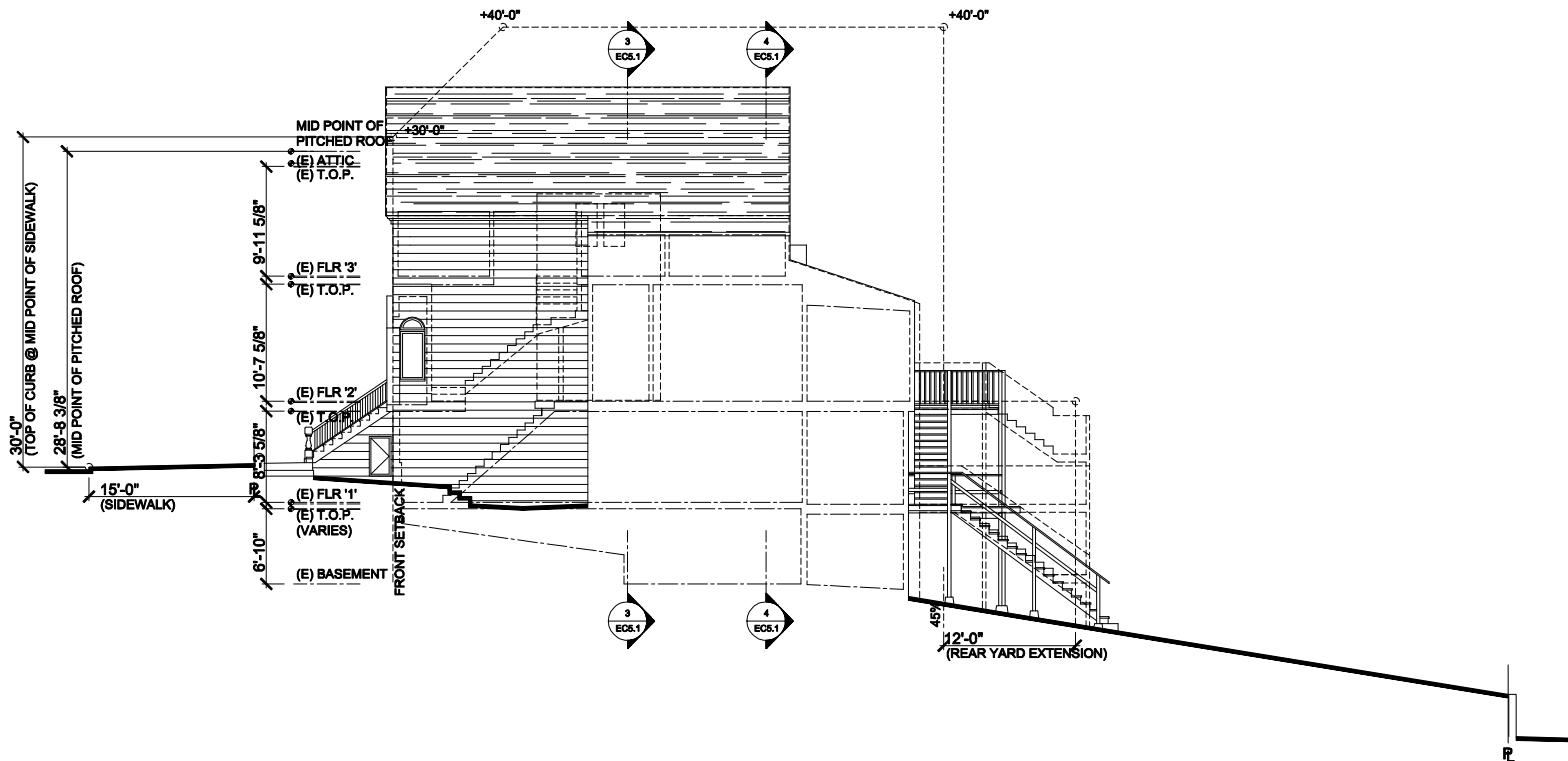 +40'-0"
+40'-0"
3
EC5.1
4
EC5.1
MID POINT OF
PITCHED ROOF
+30'-0"
(E) ATTIC
(E) T.O.P.
9'-11 5/8"
(E) FLR '3'
(E) T.O.P.
10'-7 5/8"
(E) FLR '2'
(E) T.O.P.
8'-3 5/8"
(E) FLR '1'
(E) T.O.P.
(VARIES)
6'-10"
(E) BASEMENT
30'-0"
(TOP OF CURB @ MID POINT OF SIDEWALK)
28'-8 3/8"
(MID POINT OF PITCHED ROOF)
15'-0"
(SIDEWALK)
FRONT SETBACK
3
EC5.1
4
EC5.1
45%
12'-0"
(REAR YARD EXTENSION)